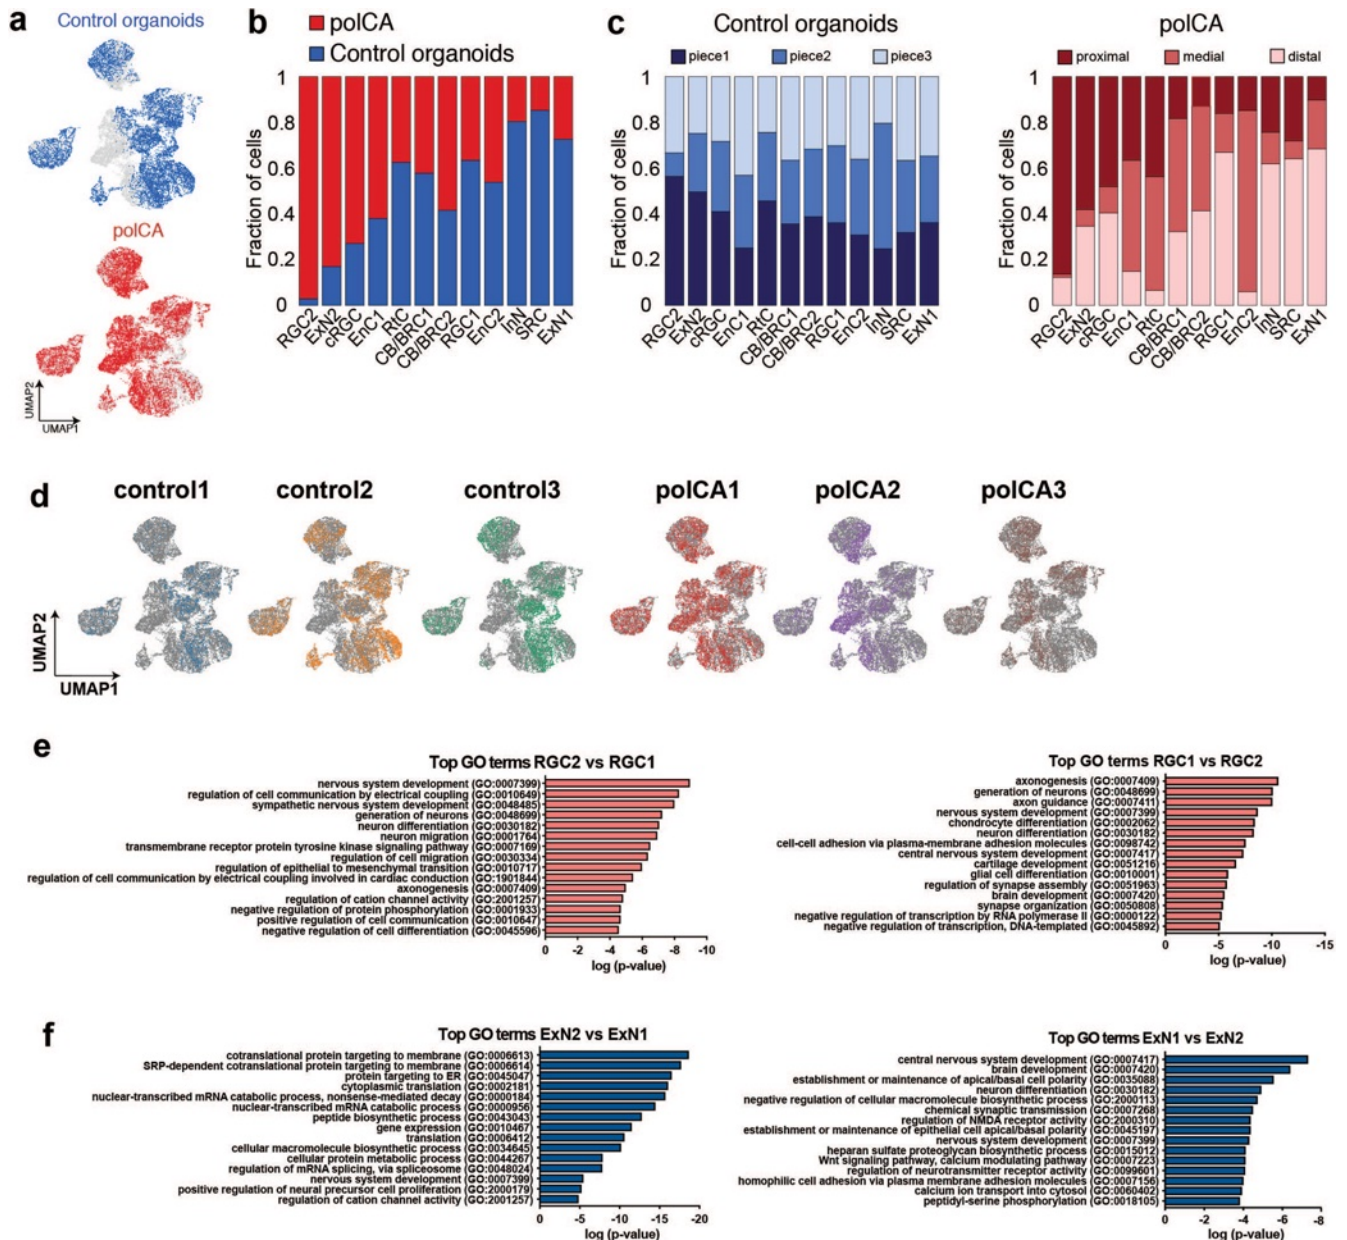 a
Control organoids
polCA
UMAP2
UMAP1
b
polCA
Control organoids
Fraction of cells
1
0.8
0.6
0.4
0.2
0
RGC2
ExN2
cRGC
EnC1
RIC
CB/BRC1
CB/BRC2
RGC1
EnC2
InN
SRC
ExN1
c
Control organoids
piece1
piece2
piece3
Fraction of cells
1
0.8
0.6
0.4
0.2
0
RGC2
ExN2
cRGC
EnC1
RIC
CB/BRC1
CB/BRC2
RGC1
EnC2
InN
SRC
ExN1
polCA
proximal
medial
distal
Fraction of cells
1
0.8
0.6
0.4
0.2
0
RGC2
ExN2
cRGC
EnC1
RIC
CB/BRC1
CB/BRC2
RGC1
EnC2
InN
SRC
ExN1
d
control1
control2
control3
polCA1
polCA2
polCA3
UMAP2
UMAP1
e
Top GO terms RGC2 vs RGC1
nervous system development (GO:0007399)
regulation of cell communication by electrical coupling (GO:0010649)
sympathetic nervous system development (GO:0048485)
generation of neurons (GO:0048699)
neuron differentiation (GO:0030182)
neuron migration (GO:0001764)
transmembrane receptor protein tyrosine kinase signaling pathway (GO:0007169)
regulation of cell migration (GO:0030334)
regulation of epithelial to mesenchymal transition (GO:0010717)
regulation of cell communication by electrical coupling involved in cardiac conduction (GO:1901844)
axonogenesis (GO:0007409)
regulation of cation channel activity (GO:2001257)
negative regulation of protein phosphorylation (GO:0001933)
positive regulation of cell communication (GO:0010647)
negative regulation of cell differentiation (GO:0045596)
0 -2 -4 -6 -8 -10
log (p-value)
Top GO terms RGC1 vs RGC2
axonogenesis (GO:0007409)
generation of neurons (GO:0048699)
axon guidance (GO:0007411)
nervous system development (GO:0007399)
chondrocyte differentiation (GO:0002062)
neuron differentiation (GO:0030182)
cell-cell adhesion via plasma-membrane adhesion molecules (GO:0098742)
central nervous system development (GO:0007417)
cartilage development (GO:0051216)
glial cell differentiation (GO:0010001)
regulation of synapse assembly (GO:0051963)
brain development (GO:0007420)
synapse organization (GO:0050808)
negative regulation of transcription by RNA polymerase II (GO:0000122)
negative regulation of transcription, DNA-templated (GO:0045892)
0 -5 -10 -15
log (p-value)
f
Top GO terms ExN2 vs ExN1
cotranslational protein targeting to membrane (GO:0006613)
SRP-dependent cotranslational protein targeting to membrane (GO:0006614)
protein targeting to ER (GO:0045047)
cytoplasmic translation (GO:0002181)
nuclear-transcribed mRNA catabolic process, nonsense-mediated decay (GO:0000184)
nuclear-transcribed mRNA catabolic process (GO:0000956)
peptide biosynthetic process (GO:0043043)
gene expression (GO:0010467)
translation (GO:0006412)
cellular macromolecule biosynthetic process (GO:0034645)
cellular protein metabolic process (GO:0044267)
regulation of mRNA splicing, via spliceosome (GO:0048024)
nervous system development (GO:0007399)
positive regulation of neural precursor cell proliferation (GO:2000179)
regulation of cation channel activity (GO:2001257)
0 -5 -10 -15 -20
log (p-value)
Top GO terms ExN1 vs ExN2
central nervous system development (GO:0007417)
brain development (GO:0007420)
establishment or maintenance of apical/basal cell polarity (GO:0035088)
neuron differentiation (GO:0030182)
negative regulation of cellular macromolecule biosynthetic process (GO:2000113)
chemical synaptic transmission (GO:0007268)
regulation of NMDA receptor activity (GO:2000310)
establishment or maintenance of epithelial cell apical/basal polarity (GO:0045197)
nervous system development (GO:0007399)
heparan sulfate proteoglycan biosynthetic process (GO:0015012)
Wnt signaling pathway, calcium modulating pathway (GO:0007223)
regulation of neurotransmitter receptor activity (GO:0099601)
homophilic cell adhesion via plasma membrane adhesion molecules (GO:0007156)
calcium ion transport into cytosol (GO:0060402)
peptidyl-serine phosphorylation (GO:0018105)
0 -2 -4 -6 -8
log (p-value)